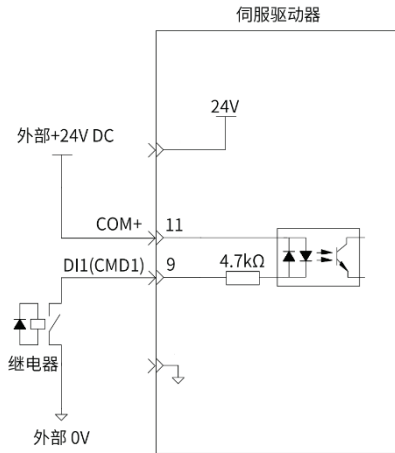 伺服驱动器
24V
外部+24V DC
COM+ 11
DI1(CMD1) 9 4.7kΩ
继电器
外部 0V